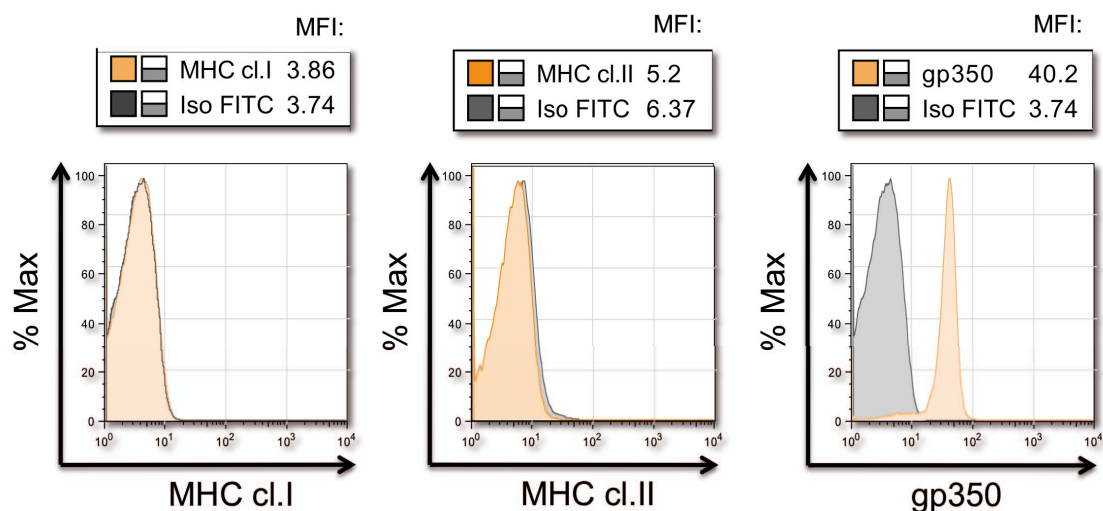 MFI:
MHC cl.I 3.86
Iso FITC 3.74
% Max
100
80
60
40
20
0
10^0 10^1 10^2 10^3 10^4
MHC cl.I
MFI:
MHC cl.II 5.2
Iso FITC 6.37
% Max
100
80
60
40
20
0
10^0 10^1 10^2 10^3 10^4
MHC cl.II
MFI:
gp350 40.2
Iso FITC 3.74
% Max
100
80
60
40
20
0
10^0 10^1 10^2 10^3 10^4
gp350